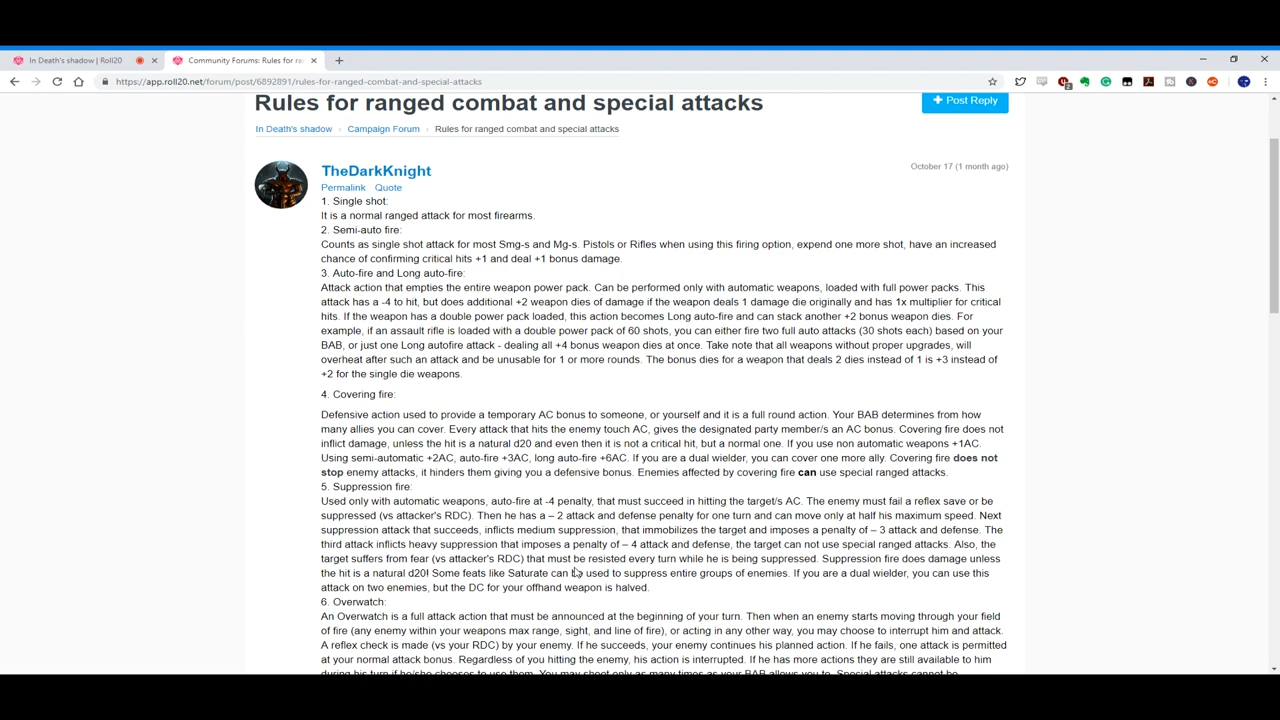 In Death's shadow | Roll20
Community Forums: Rules for ra
https://app.roll20.net/forum/post/6892891/rules-for-ranged-combat-and-special-attacks
Rules for ranged combat and special attacks
+ Post Reply
In Death's shadow › Campaign Forum › Rules for ranged combat and special attacks
TheDarkKnight
October 17 (1 month ago)
Permalink Quote
1. Single shot:
It is a normal ranged attack for most firearms.
2. Semi-auto fire:
Counts as single shot attack for most Smg-s and Mg-s. Pistols or Rifles when using this firing option, expend one more shot, have an increased
chance of confirming critical hits +1 and deal +1 bonus damage.
3. Auto-fire and Long auto-fire:
Attack action that empties the entire weapon power pack. Can be performed only with automatic weapons, loaded with full power packs. This
attack has a -4 to hit, but does additional +2 weapon dies of damage if the weapon deals 1 damage die originally and has 1x multiplier for critical
hits. If the weapon has a double power pack loaded, this action becomes Long auto-fire and can stack another +2 bonus weapon dies. For
example, if an assault rifle is loaded with a double power pack of 60 shots, you can either fire two full auto attacks (30 shots each) based on your
BAB, or just one Long autofire attack - dealing all +4 bonus weapon dies at once. Take note that all weapons without proper upgrades, will
overheat after such an attack and be unusable for 1 or more rounds. The bonus dies for a weapon that deals 2 dies instead of 1 is +3 instead of
+2 for the single die weapons.
4. Covering fire:
Defensive action used to provide a temporary AC bonus to someone, or yourself and it is a full round action. Your BAB determines from how
many allies you can cover. Every attack that hits the enemy touch AC, gives the designated party member/s an AC bonus. Covering fire does not
inflict damage, unless the hit is a natural d20 and even then it is not a critical hit, but a normal one. If you use non automatic weapons +1AC.
Using semi-automatic +2AC, auto-fire +3AC, long auto-fire +6AC. If you are a dual wielder, you can cover one more ally. Covering fire does not
stop enemy attacks, it hinders them giving you a defensive bonus. Enemies affected by covering fire can use special ranged attacks.
5. Suppression fire:
Used only with automatic weapons, auto-fire at -4 penalty, that must succeed in hitting the target/s AC. The enemy must fail a reflex save or be
suppressed (vs attacker's RDC). Then he has a – 2 attack and defense penalty for one turn and can move only at half his maximum speed. Next
suppression attack that succeeds, inflicts medium suppression, that immobilizes the target and imposes a penalty of – 3 attack and defense. The
third attack inflicts heavy suppression that imposes a penalty of – 4 attack and defense, the target can not use special ranged attacks. Also, the
target suffers from fear (vs attacker's RDC) that must be resisted every turn while he is being suppressed. Suppression fire does damage unless
the hit is a natural d20! Some feats like Saturate can be used to suppress entire groups of enemies. If you are a dual wielder, you can use this
attack on two enemies, but the DC for your offhand weapon is halved.
6. Overwatch:
An Overwatch is a full attack action that must be announced at the beginning of your turn. Then when an enemy starts moving through your field
of fire (any enemy within your weapons max range, sight, and line of fire), or acting in any other way, you may choose to interrupt him and attack.
A reflex check is made (vs your RDC) by your enemy. If he succeeds, your enemy continues his planned action. If he fails, one attack is permitted
at your normal attack bonus. Regardless of you hitting the enemy, his action is interrupted. If he has more actions they are still available to him
during his turn if he/she chooses to use them. You may shoot only as many times as your BAB allows you to. Special attacks cannot be